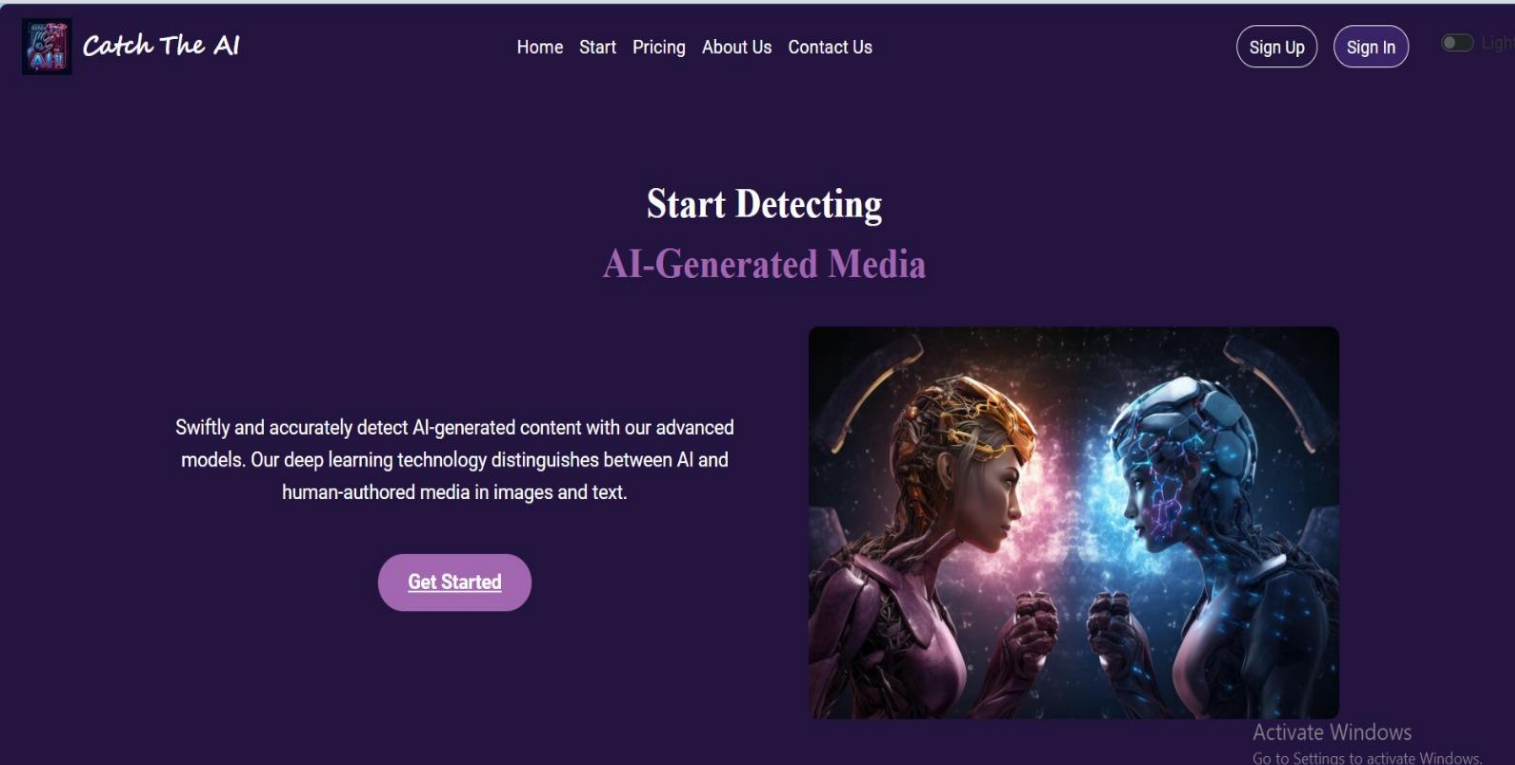 Catch The AI
Home Start Pricing About Us Contact Us
Sign Up
Sign In
Start Detecting
AI-Generated Media
Swiftly and accurately detect AI-generated content with our advanced
models. Our deep learning technology distinguishes between AI and
human-authored media in images and text.
Get Started
Activate Windows
Go to Settings to activate Windows.